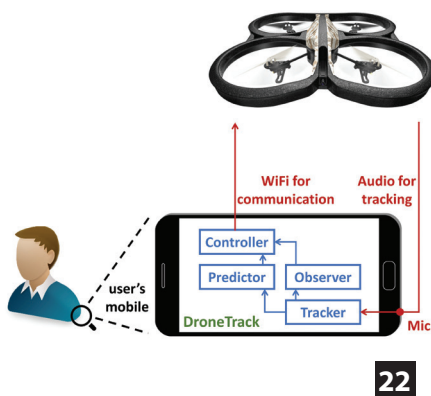 WiFi for
communication
Audio for
tracking
Controller
Predictor
Observer
Tracker
DroneTrack
user's
mobile
Mic
22